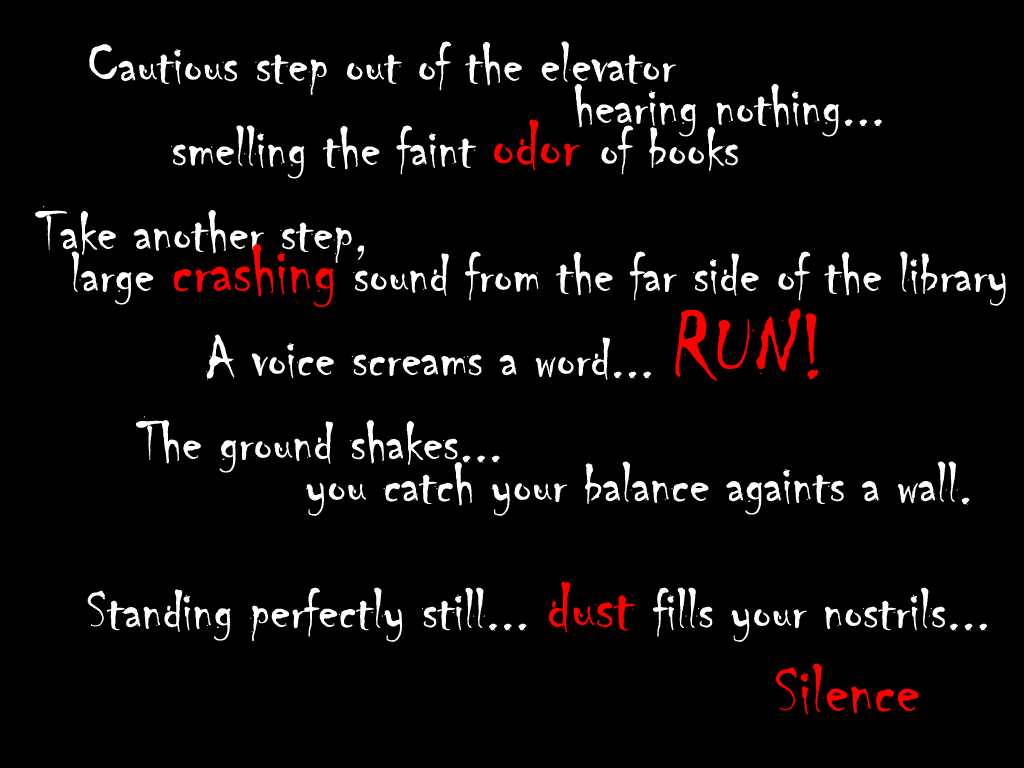 Cautious step out of the elevator
hearing nothing...
smelling the faint odor of books
Take another step,
large crashing sound from the far side of the library
A voice screams a word... RUN!
The ground shakes...
you catch your balance againts a wall.
Standing perfectly still... dust fills your nostrils...
Silence